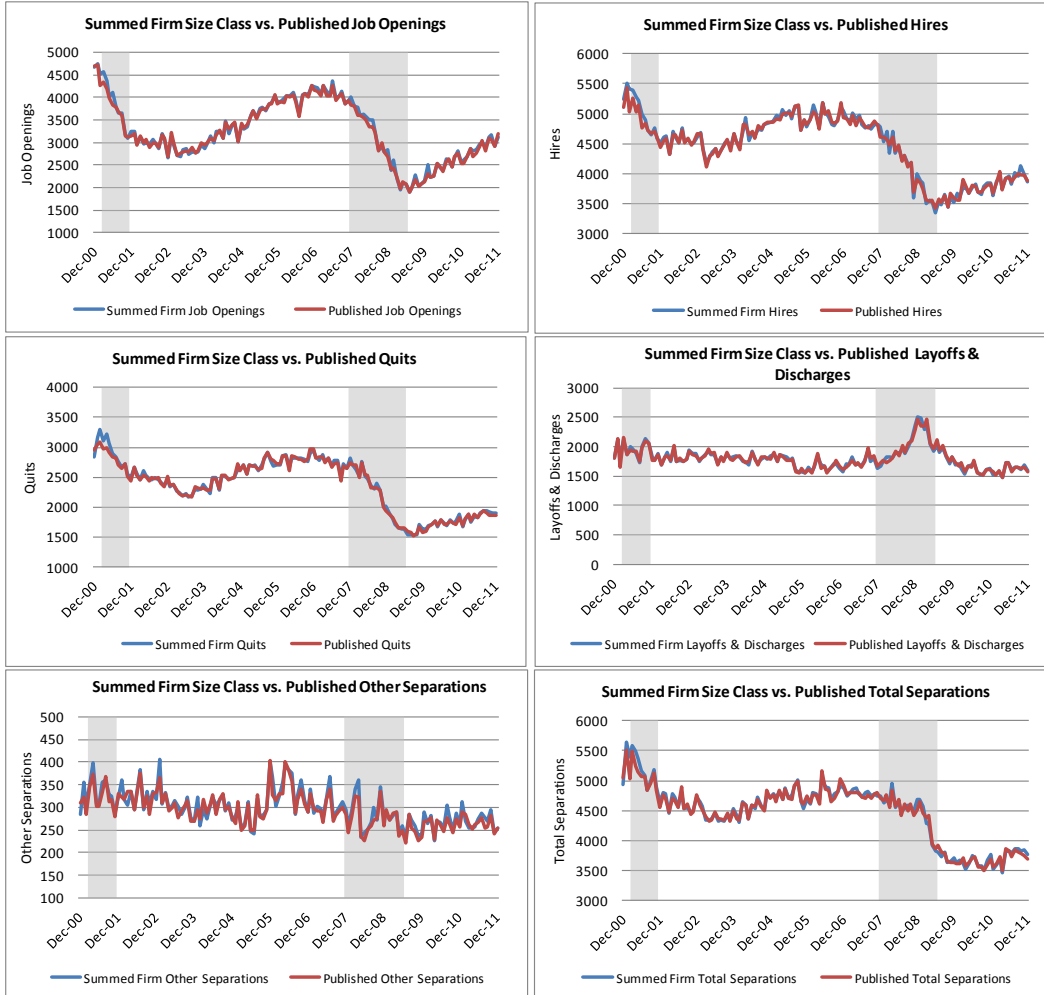 Summed Firm Size Class vs. Published Job Openings
Job Openings
5000
4500
4000
3500
3000
2500
2000
1500
1000
Dec-00
Dec-01
Dec-02
Dec-03
Dec-04
Dec-05
Dec-06
Dec-07
Dec-08
Dec-09
Dec-10
Dec-11
Summed Firm Job Openings
Published Job Openings
Summed Firm Size Class vs. Published Hires
Hires
6000
5500
5000
4500
4000
3500
3000
Dec-00
Dec-01
Dec-02
Dec-03
Dec-04
Dec-05
Dec-06
Dec-07
Dec-08
Dec-09
Dec-10
Dec-11
Summed Firm Hires
Published Hires
Summed Firm Size Class vs. Published Quits
Quits
4000
3500
3000
2500
2000
1500
1000
Dec-00
Dec-01
Dec-02
Dec-03
Dec-04
Dec-05
Dec-06
Dec-07
Dec-08
Dec-09
Dec-10
Dec-11
Summed Firm Quits
Published Quits
Summed Firm Size Class vs. Published Layoffs &
Discharges
Layoffs & Discharges
3000
2500
2000
1500
1000
500
0
Dec-00
Dec-01
Dec-02
Dec-03
Dec-04
Dec-05
Dec-06
Dec-07
Dec-08
Dec-09
Dec-10
Dec-11
Summed Firm Layoffs & Discharges
Published Layoffs & Discharges
Summed Firm Size Class vs. Published Other Separations
Other Separations
500
450
400
350
300
250
200
150
100
Dec-00
Dec-01
Dec-02
Dec-03
Dec-04
Dec-05
Dec-06
Dec-07
Dec-08
Dec-09
Dec-10
Dec-11
Summed Firm Other Separations
Published Other Separations
Summed Firm Size Class vs. Published Total Separations
Total Separations
6000
5500
5000
4500
4000
3500
3000
Dec-00
Dec-01
Dec-02
Dec-03
Dec-04
Dec-05
Dec-06
Dec-07
Dec-08
Dec-09
Dec-10
Dec-11
Summed Firm Total Separations
Published Total Separations